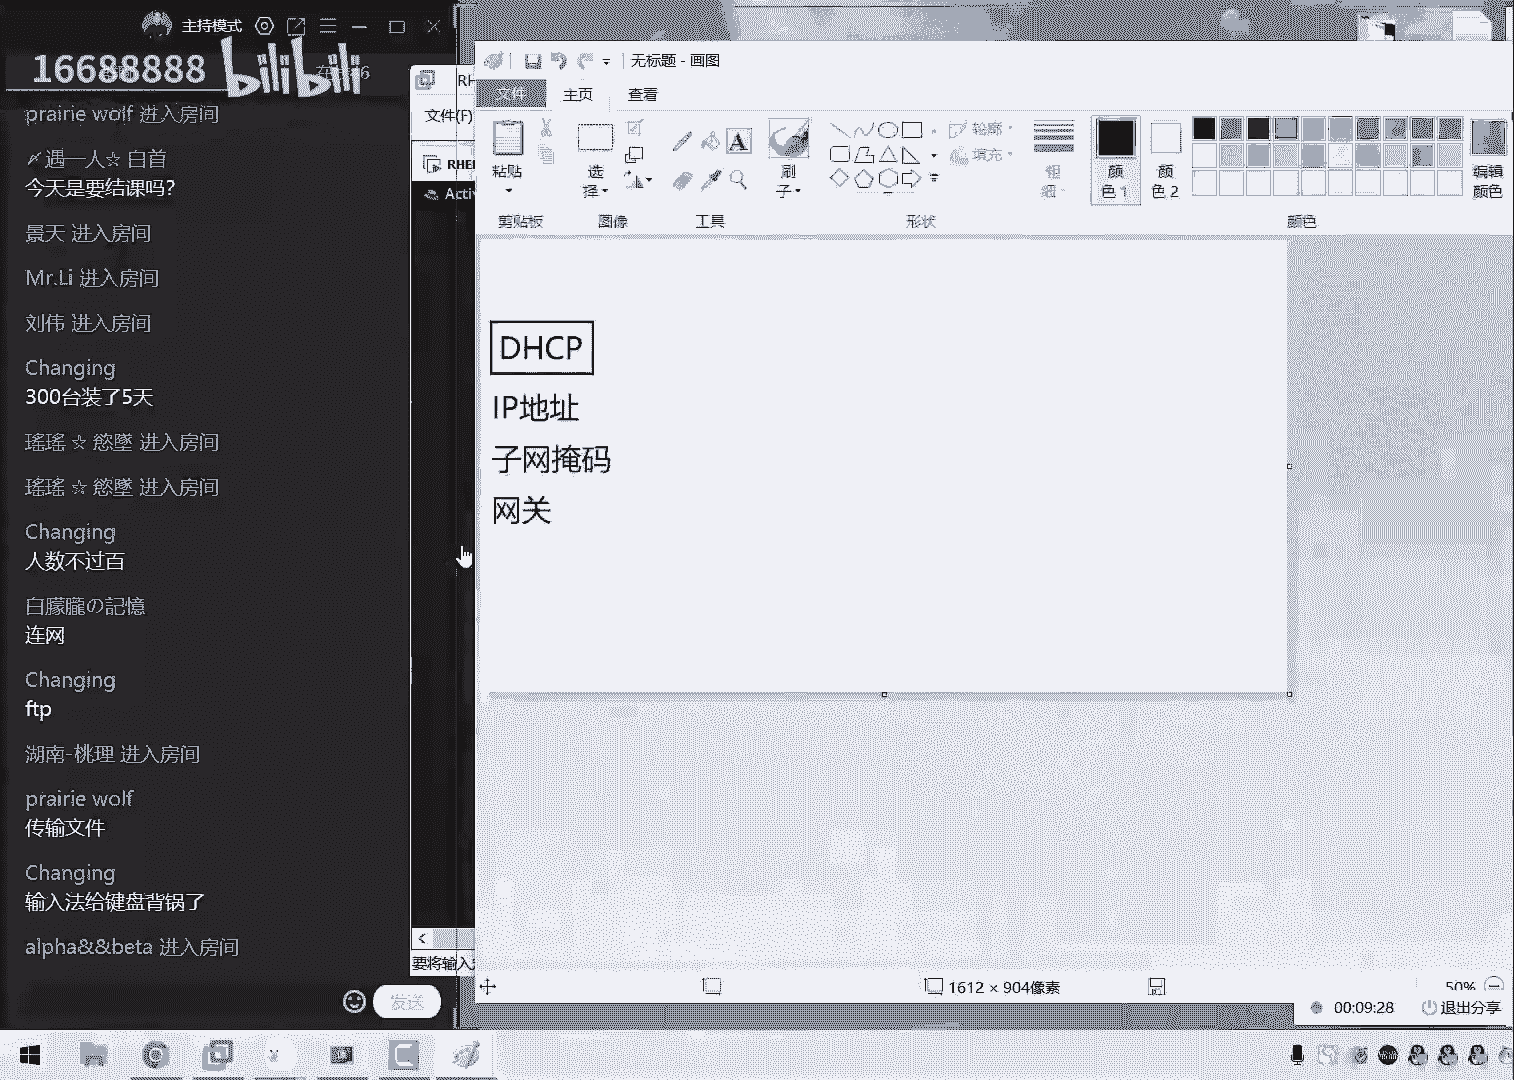 主持模式
16688888 bilibili
prairie wolf 进入房间
遇一人☆ 白首
今天是要结课吗?
景天 进入房间
Mr.Li 进入房间
刘伟 进入房间
Changing
300台装了5天
瑤瑤 ☆ 慾墜 进入房间
瑤瑤 ☆ 慾墜 进入房间
Changing
人数不过百
白朦朧の記憶
连网
Changing
ftp
湖南-桃理 进入房间
prairie wolf
传输文件
Changing
输入法给键盘背锅了
alpha&&beta 进入房间
发送
RH
文件(F)
RHEI
Activ
要将输入
无标题 - 画图
文件 主页 查看
粘贴
选择
刷子
轮廓
填充
粗细
颜色 1
颜色 2
编辑颜色
剪贴板 图像 工具 形状 颜色
DHCP
IP地址
子网掩码
网关
1612 × 904像素
50%
00:09:28 退出分享